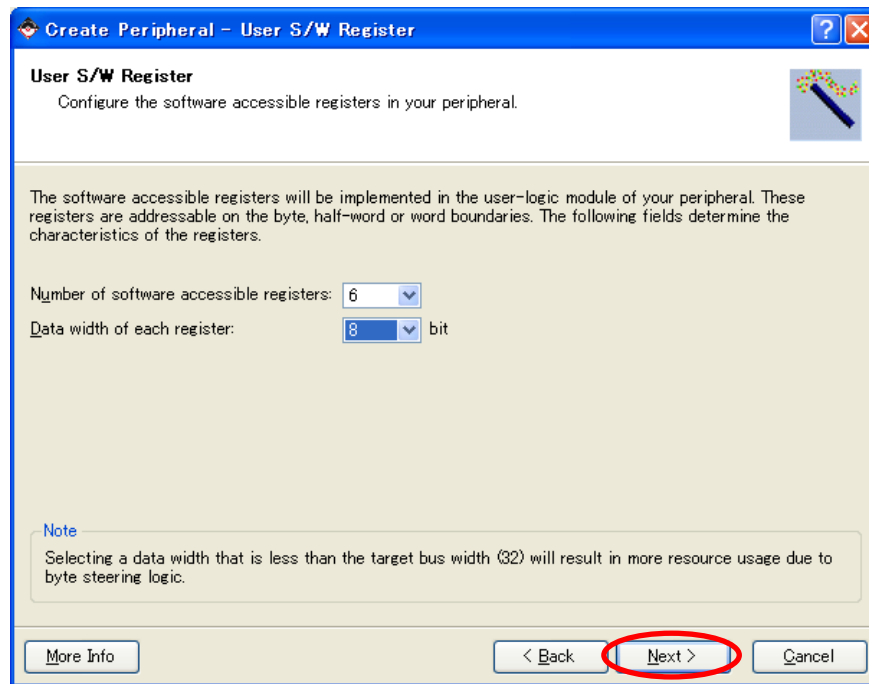 Create Peripheral - User S/W Register
User S/W Register
Configure the software accessible registers in your peripheral.
The software accessible registers will be implemented in the user-logic module of your peripheral. These
registers are addressable on the byte, half-word or word boundaries. The following fields determine the
characteristics of the registers.
Number of software accessible registers: 6
Data width of each register: 8 bit
Note
Selecting a data width that is less than the target bus width (32) will result in more resource usage due to
byte steering logic.
More Info < Back Next > Cancel